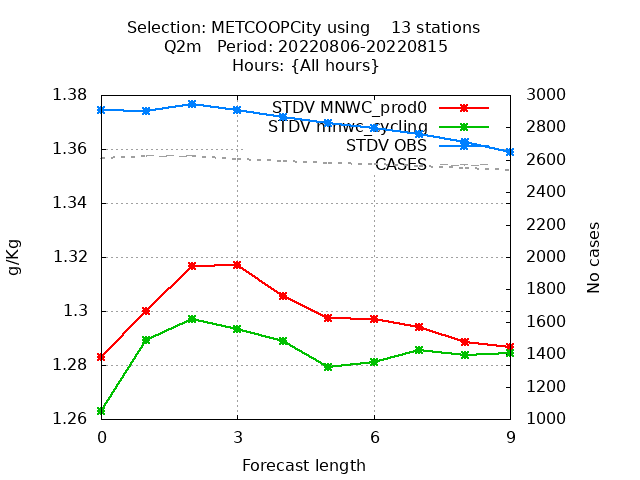 Selection: METCOOPCity using    13 stations
Q2m   Period: 20220806-20220815
Hours: {All hours}
STDV MNWC_prod0
STDV mnwc_cycling
STDV OBS
CASES
1.38
1.36
1.34
1.32
1.3
1.28
1.26
g/Kg
3000
2800
2600
2400
2200
2000
1800
1600
1400
1200
1000
No cases
0 3 6 9
Forecast length